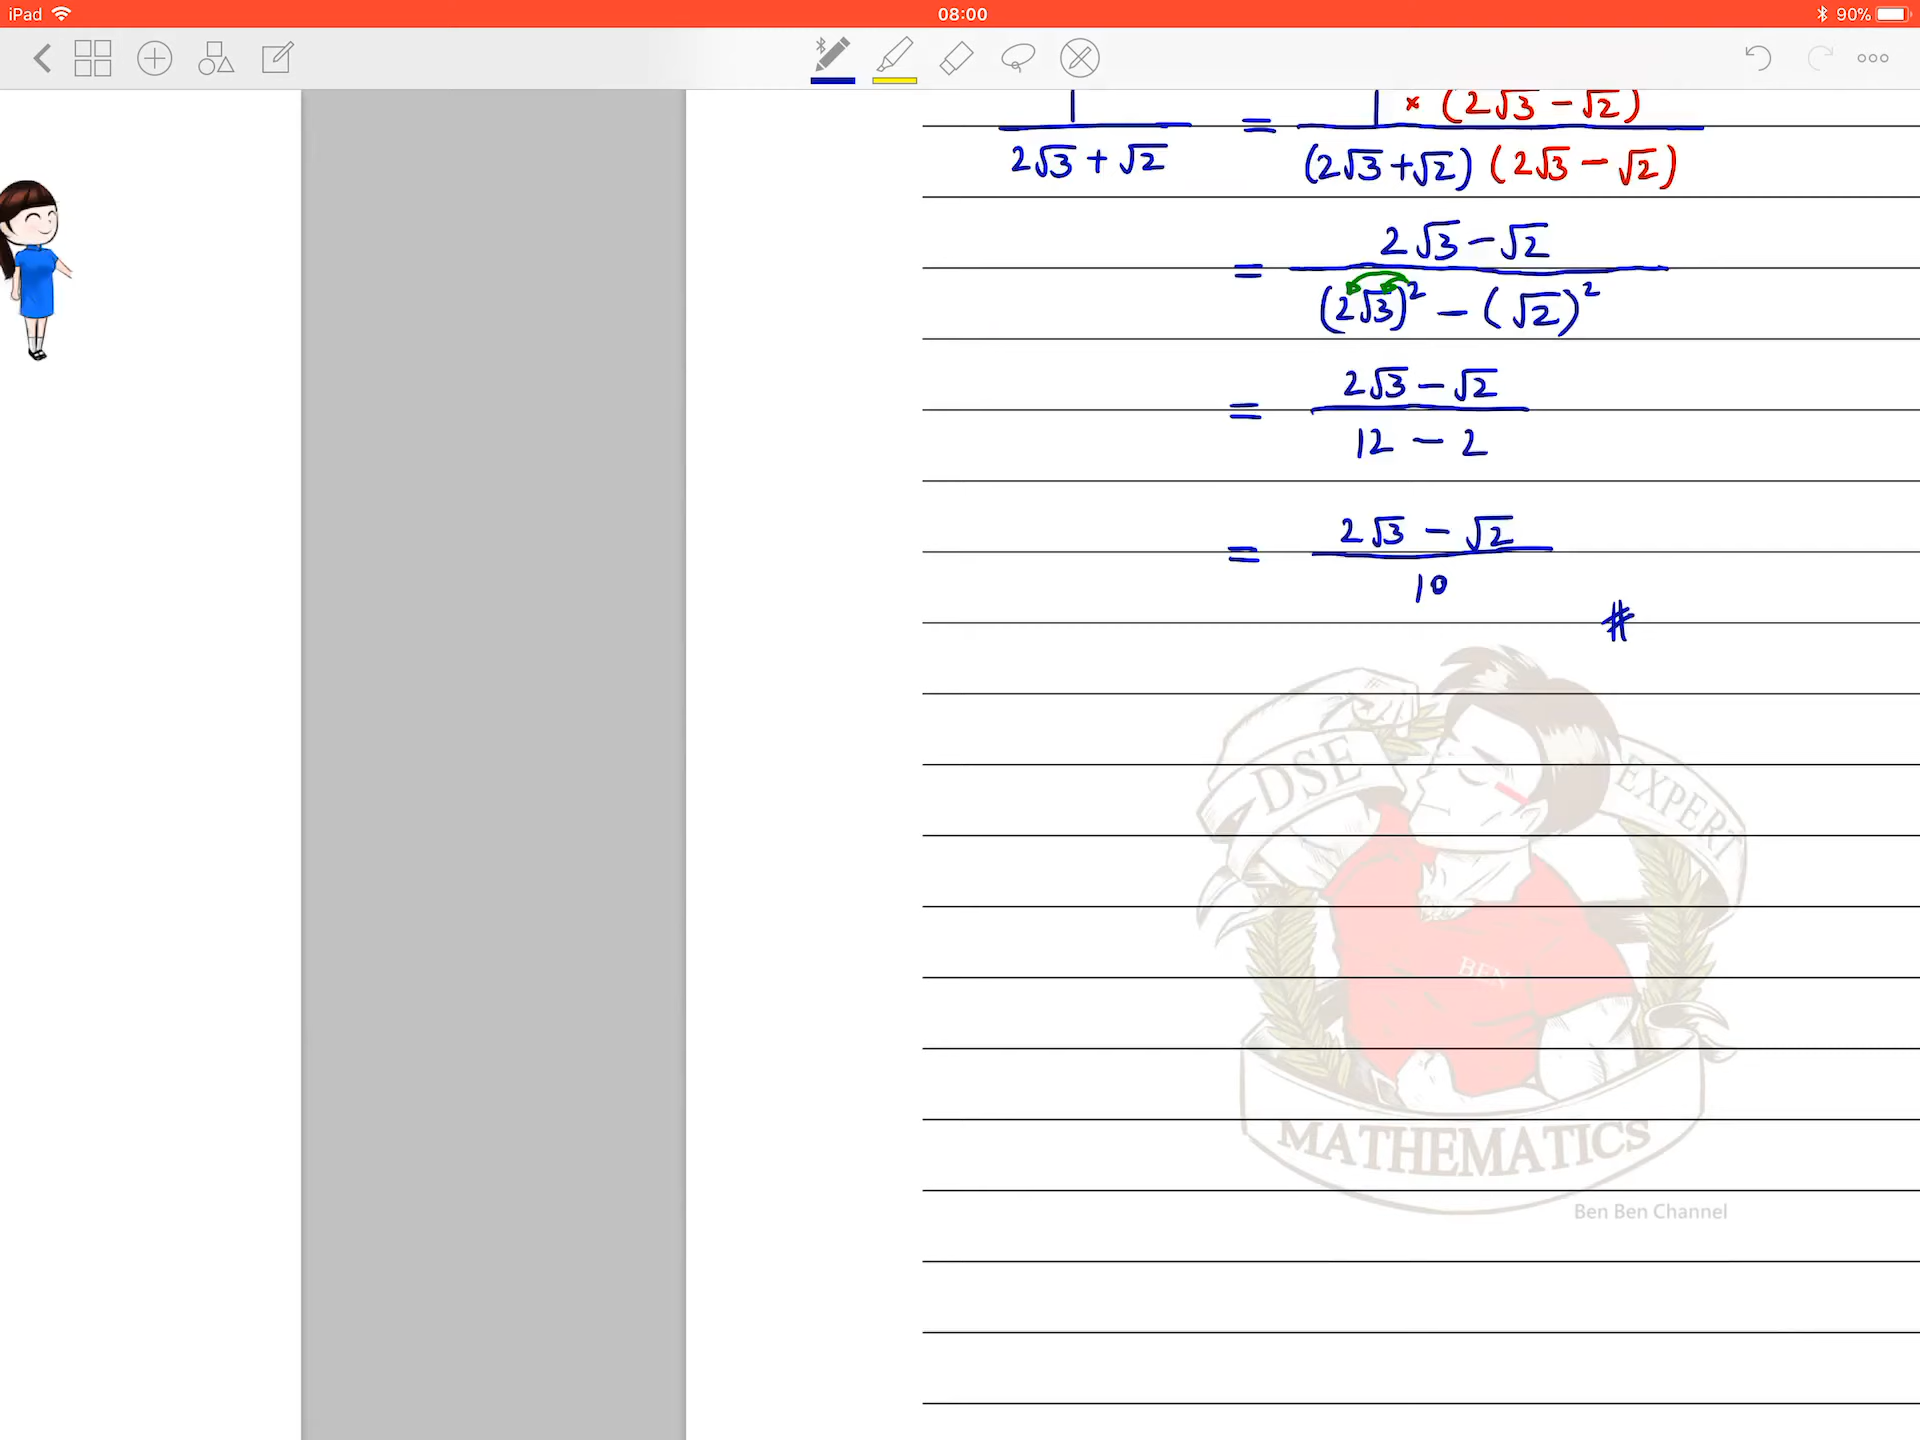 iPad 08:00 90%
1/(2√3 + √2) = 1 × (2√3 − √2)/((2√3+√2) (2√3 − √2))
= (2√3 − √2)/((2√3)² − (√2)²)
= (2√3 − √2)/(12 − 2)
= (2√3 − √2)/10
#
DSE EXPERT
BEN
MATHEMATICS
Ben Ben Channel